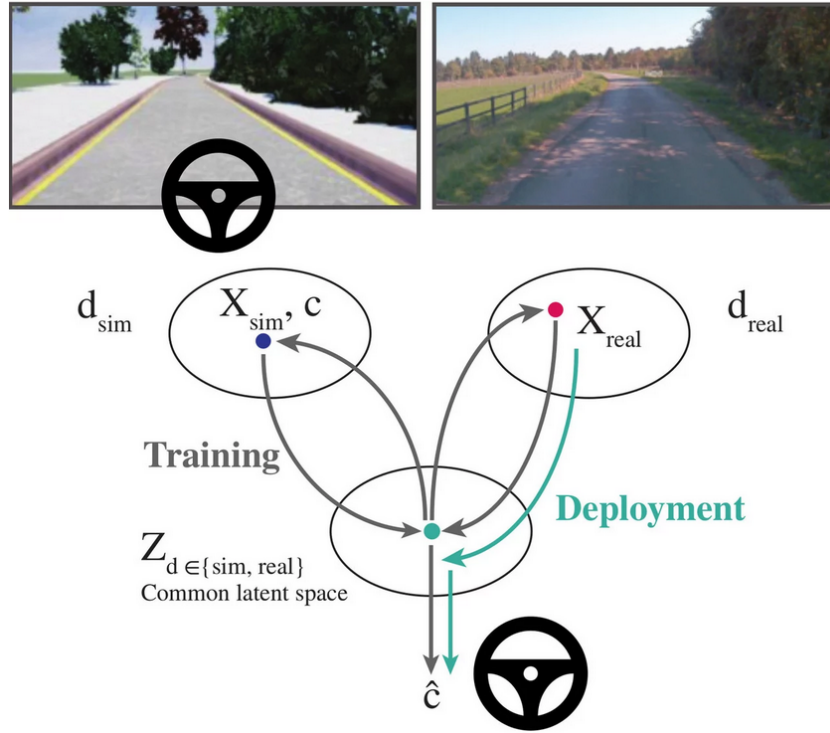 d_sim
X_sim, c
X_real
d_real
Training
Deployment
Z_d ∈{sim, real}
Common latent space
ĉ